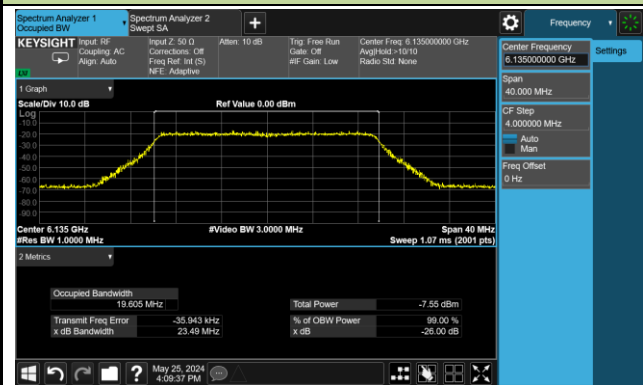 Spectrum Analyzer 1
Occupied BW
Spectrum Analyzer 2
Swept SA
+
Frequency
KEYSIGHT
Input: RF
Coupling: AC
Align: Auto
Input Z: 50 Ω
Corrections: Off
Freq Ref: Int (S)
NFE: Adaptive
Atten: 10 dB
Trig: Free Run
Gate: Off
#IF Gain: Low
Center Freq: 6.135000000 GHz
Avg|Hold:>10/10
Radio Std: None
Center Frequency
6.135000000 GHz
Settings
Span
40.000 MHz
CF Step
4.000000 MHz
Auto
Man
Freq Offset
0 Hz
1 Graph
Scale/Div 10.0 dB
Ref Value 0.00 dBm
Log
-10.0
-20.0
-30.0
-40.0
-50.0
-60.0
-70.0
-80.0
-90.0
Center 6.135 GHz
#Video BW 3.0000 MHz
Span 40 MHz
#Res BW 1.0000 MHz
Sweep 1.07 ms (2001 pts)
2 Metrics
Occupied Bandwidth
19.605 MHz
Total Power
-7.55 dBm
Transmit Freq Error
-35.943 kHz
% of OBW Power
99.00 %
x dB Bandwidth
23.49 MHz
x dB
-26.00 dB
?
May 25, 2024
4:09:37 PM